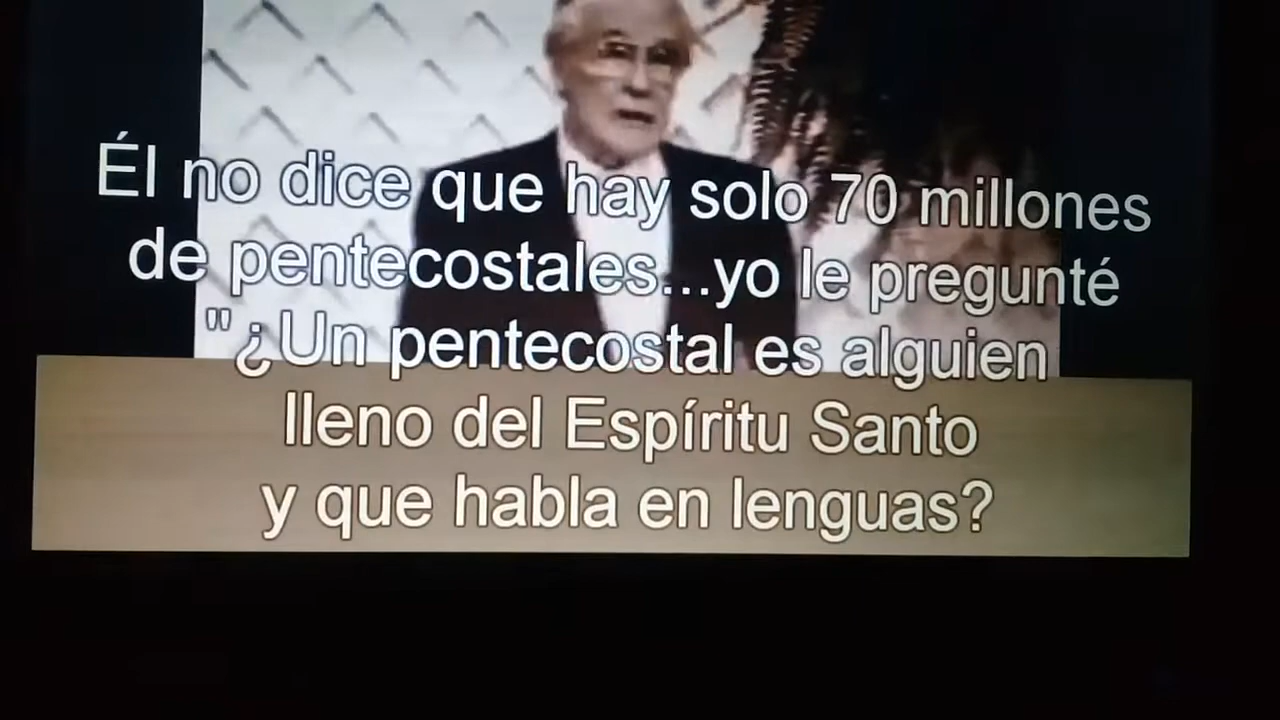 Él no dice que hay solo 70 millones
de pentecostales...yo le pregunté
"¿Un pentecostal es alguien
lleno del Espíritu Santo
y que habla en lenguas?